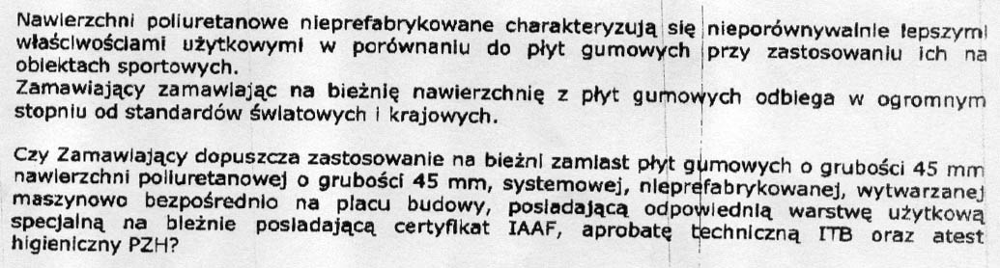 Nawierzchni poliuretanowe nieprefabrykowane charakteryzują się nieporównywalnie lepszymi
właściwościami użytkowymi w porównaniu do płyt gumowych przy zastosowaniu ich na
obiektach sportowych.
Zamawiający zamawiając na bieżnię nawierzchnię z płyt gumowych odbiega w ogromnym
stopniu od standardów światowych i krajowych.
Czy Zamawiający dopuszcza zastosowanie na bieżni zamiast płyt gumowych o grubości 45 mm
nawierzchni poliuretanowej o grubości 45 mm, systemowej, nieprefabrykowanej, wytwarzanej
maszynowo bezpośrednio na placu budowy, posiadającą odpowiednią warstwę użytkową
specjalną na bieżnie posiadającą certyfikat IAAF, aprobatę techniczną ITB oraz atest
higieniczny PZH?